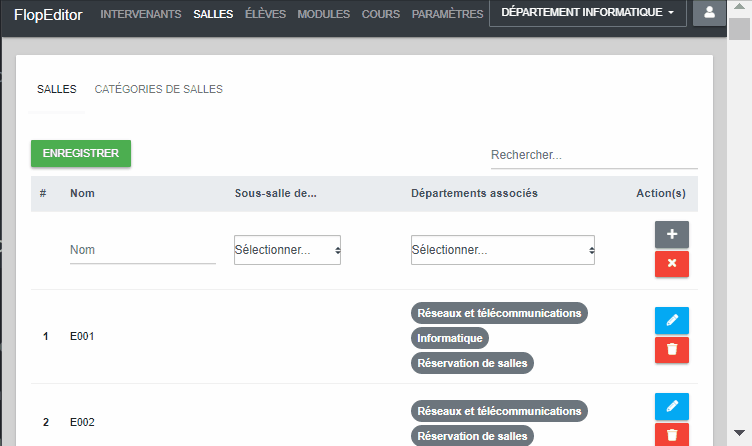 FlopEditor INTERVENANTS SALLES ÉLÈVES MODULES COURS PARAMÈTRES DÉPARTEMENT INFORMATIQUE
SALLES CATÉGORIES DE SALLES
ENREGISTRER Rechercher...
# Nom Sous-salle de... Départements associés Action(s)
Nom Sélectionner... Sélectionner...
Réseaux et télécommunications
1 E001 Informatique
Réservation de salles
Réseaux et télécommunications
2 E002
Réservation de salles